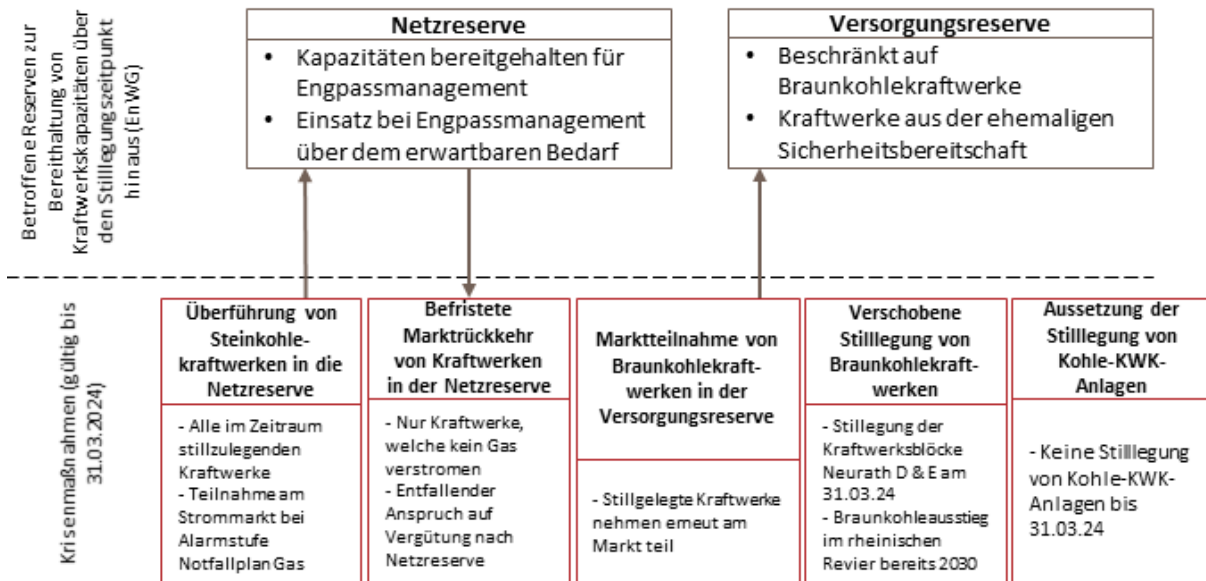 Betroffene Reserven zur
Bereithaltung von
Kraftwerkskapazitäten über
den Stilllegungszeitpunkt
hinaus (EnWG)
Netzreserve
• Kapazitäten bereitgehalten für
Engpassmanagement
• Einsatz bei Engpassmanagement
über dem erwartbaren Bedarf
Versorgungsreserve
• Beschränkt auf
Braunkohlekraftwerke
• Kraftwerke aus der ehemaligen
Sicherheitsbereitschaft
Krisenmaßnahmen (gültig bis
31.03.2024)
Überführung von
Steinkohle-
kraftwerken in die
Netzreserve
- Alle im Zeitraum
stillzulegenden
Kraftwerke
- Teilnahme am
Strommarkt bei
Alarmstufe
Notfallplan Gas
Befristete
Marktrückkehr
von Kraftwerken
in der Netzreserve
- Nur Kraftwerke,
welche kein Gas
verstromen
- Entfallender
Anspruch auf
Vergütung nach
Netzreserve
Marktteilnahme von
Braunkohlekraft-
werken in der
Versorgungsreserve
- Stillgelegte Kraftwerke
nehmen erneut am
Markt teil
Verschobene
Stilllegung von
Braunkohlekraft-
werken
- Stillegung der
Kraftwerksblöcke
Neurath D & E am
31.03.24
- Braunkohleausstieg
im rheinischen
Revier bereits 2030
Aussetzung der
Stilllegung von
Kohle-KWK-
Anlagen
- Keine Stilllegung
von Kohle-KWK-
Anlagen bis
31.03.24